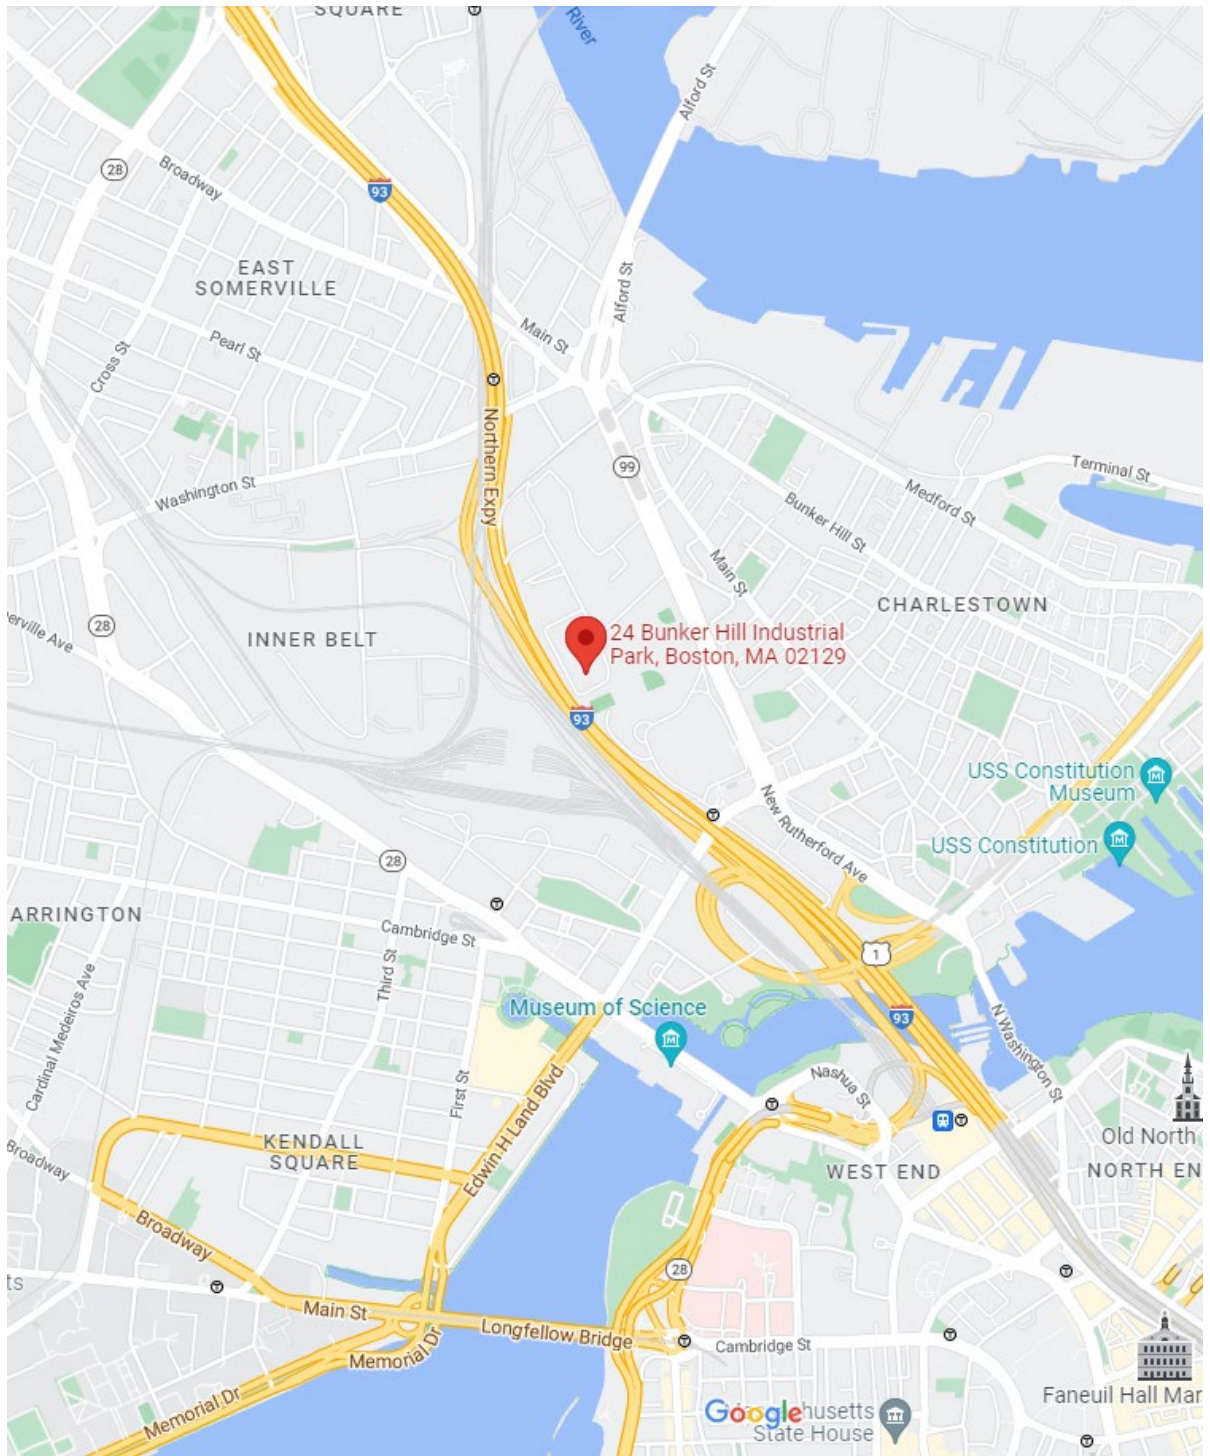 SQUARE
River
Alford St
28
Broadway
93
EAST
SOMERVILLE
Alford St
Main St
Pearl St
Cross St
Northern Expy
99
Terminal St
Washington St
Medford St
Bunker Hill St
Main St
CHARLESTOWN
28
erville Ave
INNER BELT
24 Bunker Hill Industrial
Park, Boston, MA 02129
93
USS Constitution
Museum
New Rutherford Ave
USS Constitution
28
ARRINGTON
Cambridge St
Third St
1
Cardinal Medeiros Ave
Museum of Science
93
N Washington St
Nashua St
First St
Edwin H Land Blvd
Old North
KENDALL
SQUARE
Broadway
WEST END
NORTH EN
Broadway
28
ts
Main St
Longfellow Bridge
Memorial Dr
Cambridge St
Memorial Dr
Faneuil Hall Mar
Google
husetts
State House